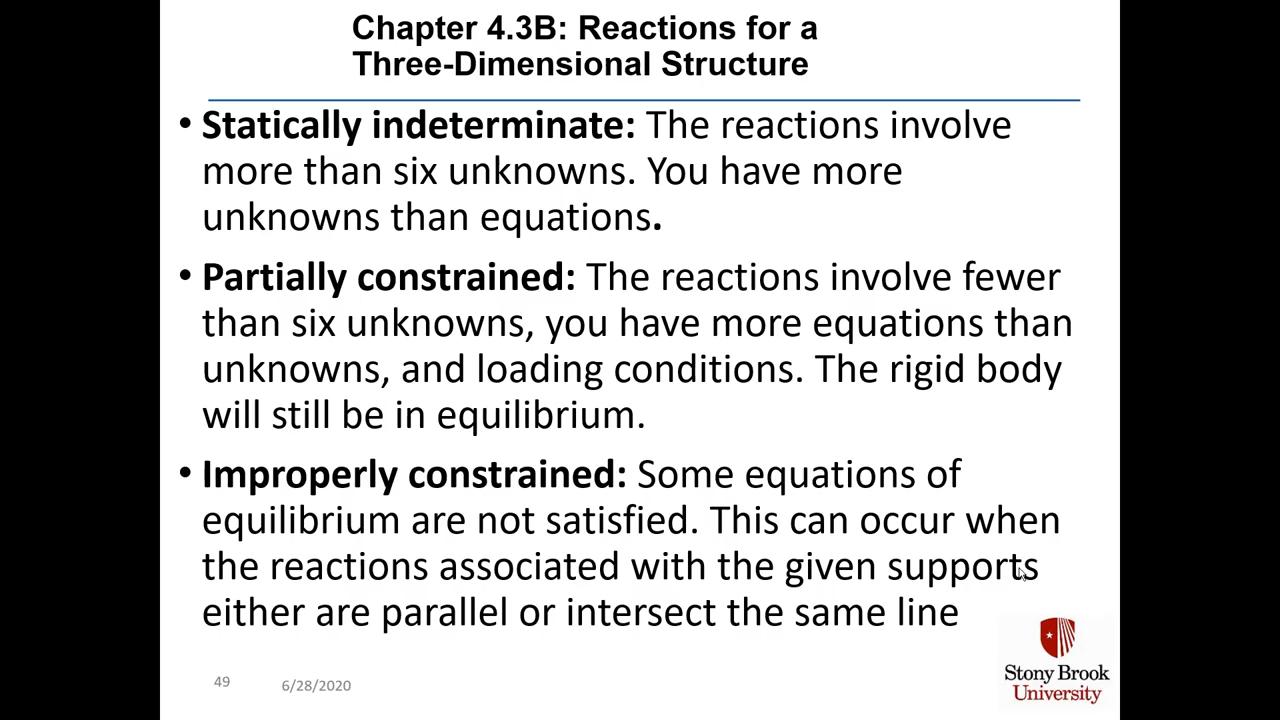 Chapter 4.3B: Reactions for a
Three-Dimensional Structure
• Statically indeterminate: The reactions involve
more than six unknowns. You have more
unknowns than equations.
• Partially constrained: The reactions involve fewer
than six unknowns, you have more equations than
unknowns, and loading conditions. The rigid body
will still be in equilibrium.
• Improperly constrained: Some equations of
equilibrium are not satisfied. This can occur when
the reactions associated with the given supports
either are parallel or intersect the same line
49
6/28/2020
Stony Brook
University